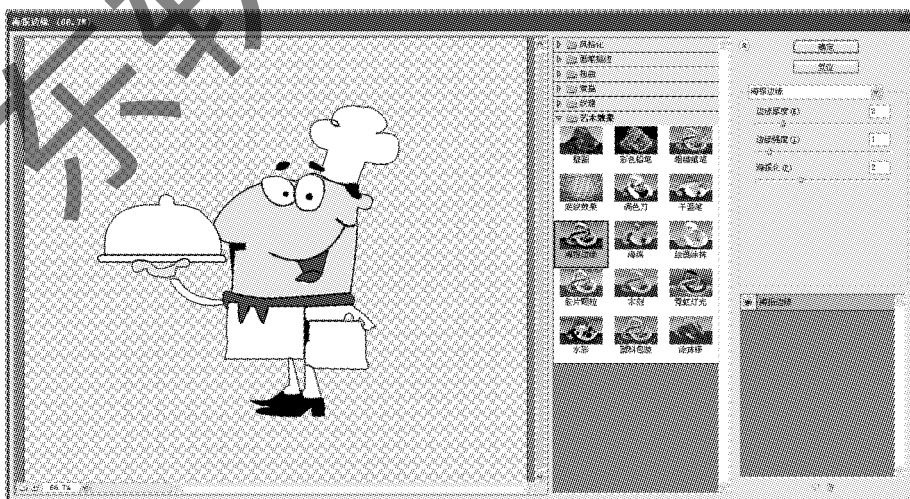 海报边缘 (66.7%)
风格化
画笔描边
扭曲
素描
纹理
艺术效果
壁画 彩色铅笔 粗糙蜡笔
底纹效果 调色刀 干画笔
海报边缘 海绵 绘画涂抹
胶片颗粒 木刻 霓虹灯光
水彩 塑料包装 涂抹棒
66.7%
确定
复位
海报边缘
边缘厚度(E) 2
边缘强度(I) 1
海报化(P) 2
海报边缘